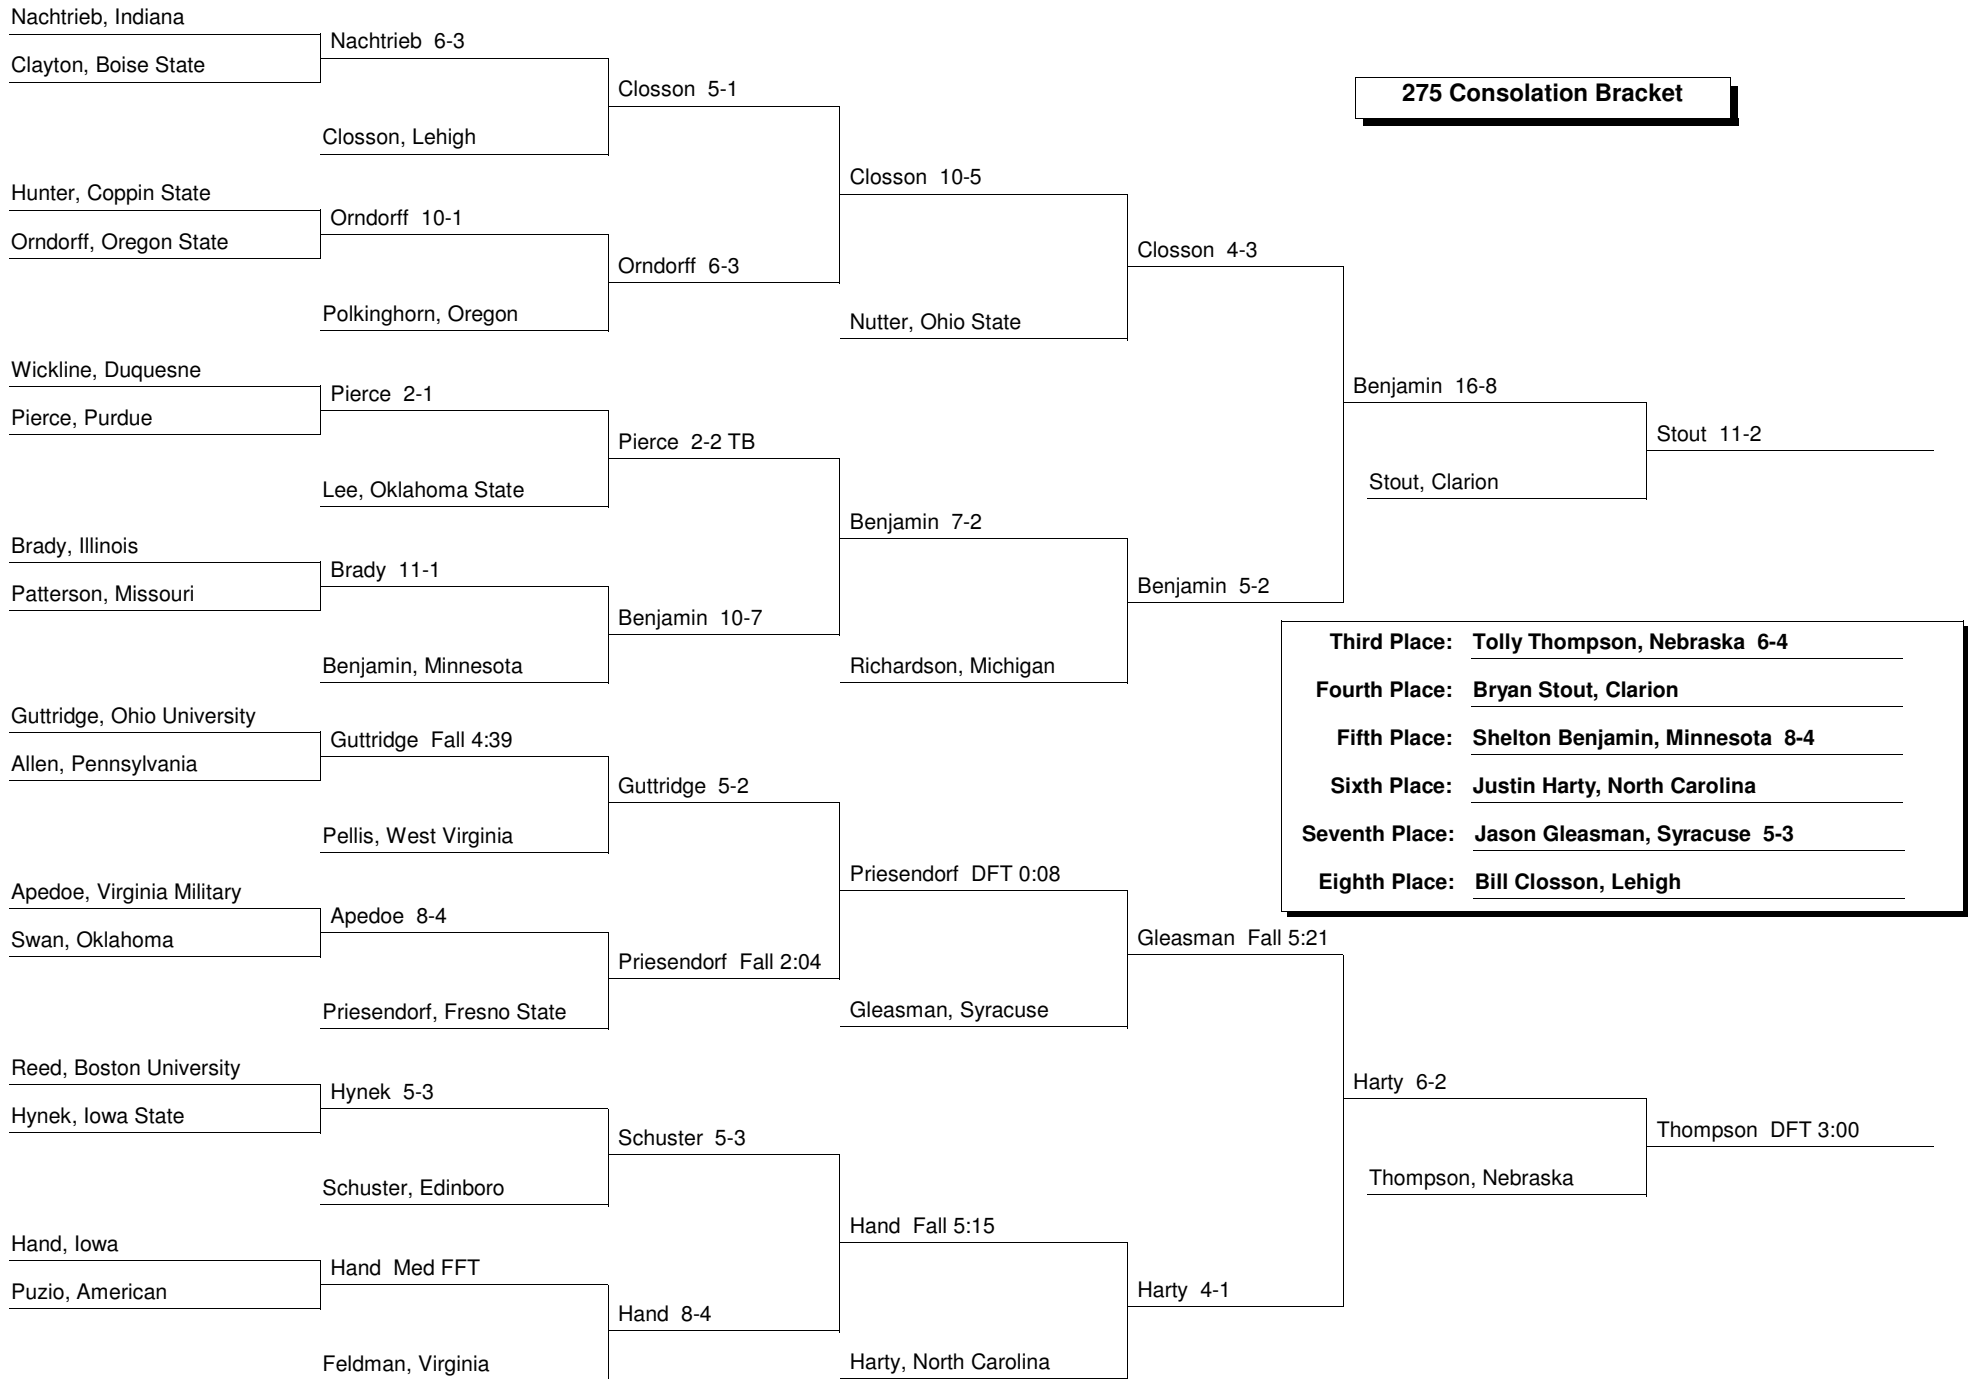 Nachtrieb, Indiana
Nachtrieb  6-3
Clayton, Boise State
Closson  5-1
275 Consolation Bracket
Closson, Lehigh
Closson  10-5
Hunter, Coppin State
Orndorff  10-1
Orndorff, Oregon State
Closson  4-3
Orndorff  6-3
Polkinghorn, Oregon
Nutter, Ohio State
Wickline, Duquesne
Benjamin  16-8
Pierce  2-1
Pierce, Purdue
Stout  11-2
Pierce  2-2 TB
Stout, Clarion
Lee, Oklahoma State
Benjamin  7-2
Brady, Illinois
Brady  11-1
Benjamin  5-2
Patterson, Missouri
Benjamin  10-7
Third Place: Tolly Thompson, Nebraska  6-4
Benjamin, Minnesota
Richardson, Michigan
Fourth Place: Bryan Stout, Clarion
Guttridge, Ohio University
Guttridge  Fall 4:39
Fifth Place: Shelton Benjamin, Minnesota  8-4
Allen, Pennsylvania
Guttridge  5-2
Sixth Place: Justin Harty, North Carolina
Pellis, West Virginia
Seventh Place: Jason Gleasman, Syracuse  5-3
Priesendorf  DFT 0:08
Eighth Place: Bill Closson, Lehigh
Apedoe, Virginia Military
Apedoe  8-4
Swan, Oklahoma
Gleasman  Fall 5:21
Priesendorf  Fall 2:04
Priesendorf, Fresno State
Gleasman, Syracuse
Reed, Boston University
Harty  6-2
Hynek  5-3
Hynek, Iowa State
Thompson  DFT 3:00
Schuster  5-3
Thompson, Nebraska
Schuster, Edinboro
Hand  Fall 5:15
Hand, Iowa
Hand  Med FFT
Puzio, American
Harty  4-1
Hand  8-4
Feldman, Virginia
Harty, North Carolina